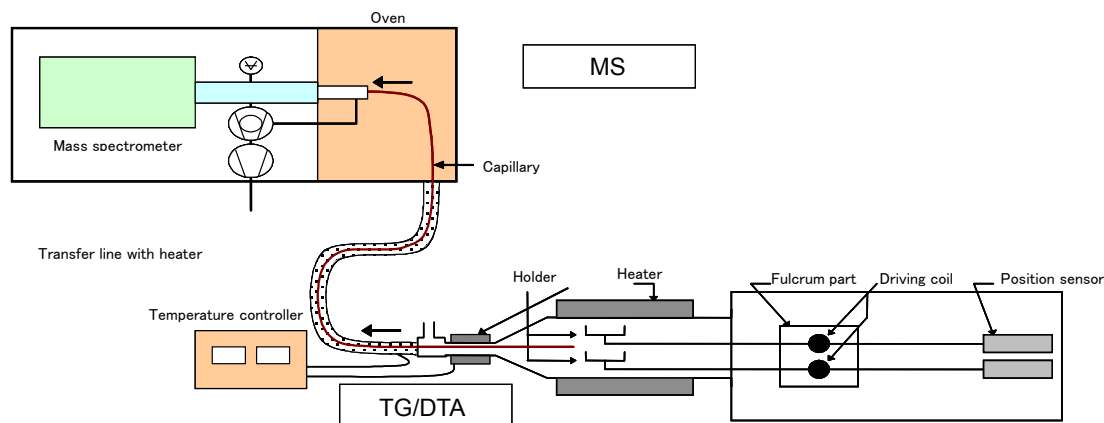 Oven
MS
Mass spectrometer
Capillary
Transfer line with heater
Holder
Heater
Fulcrum part
Driving coil
Position sensor
Temperature controller
TG/DTA